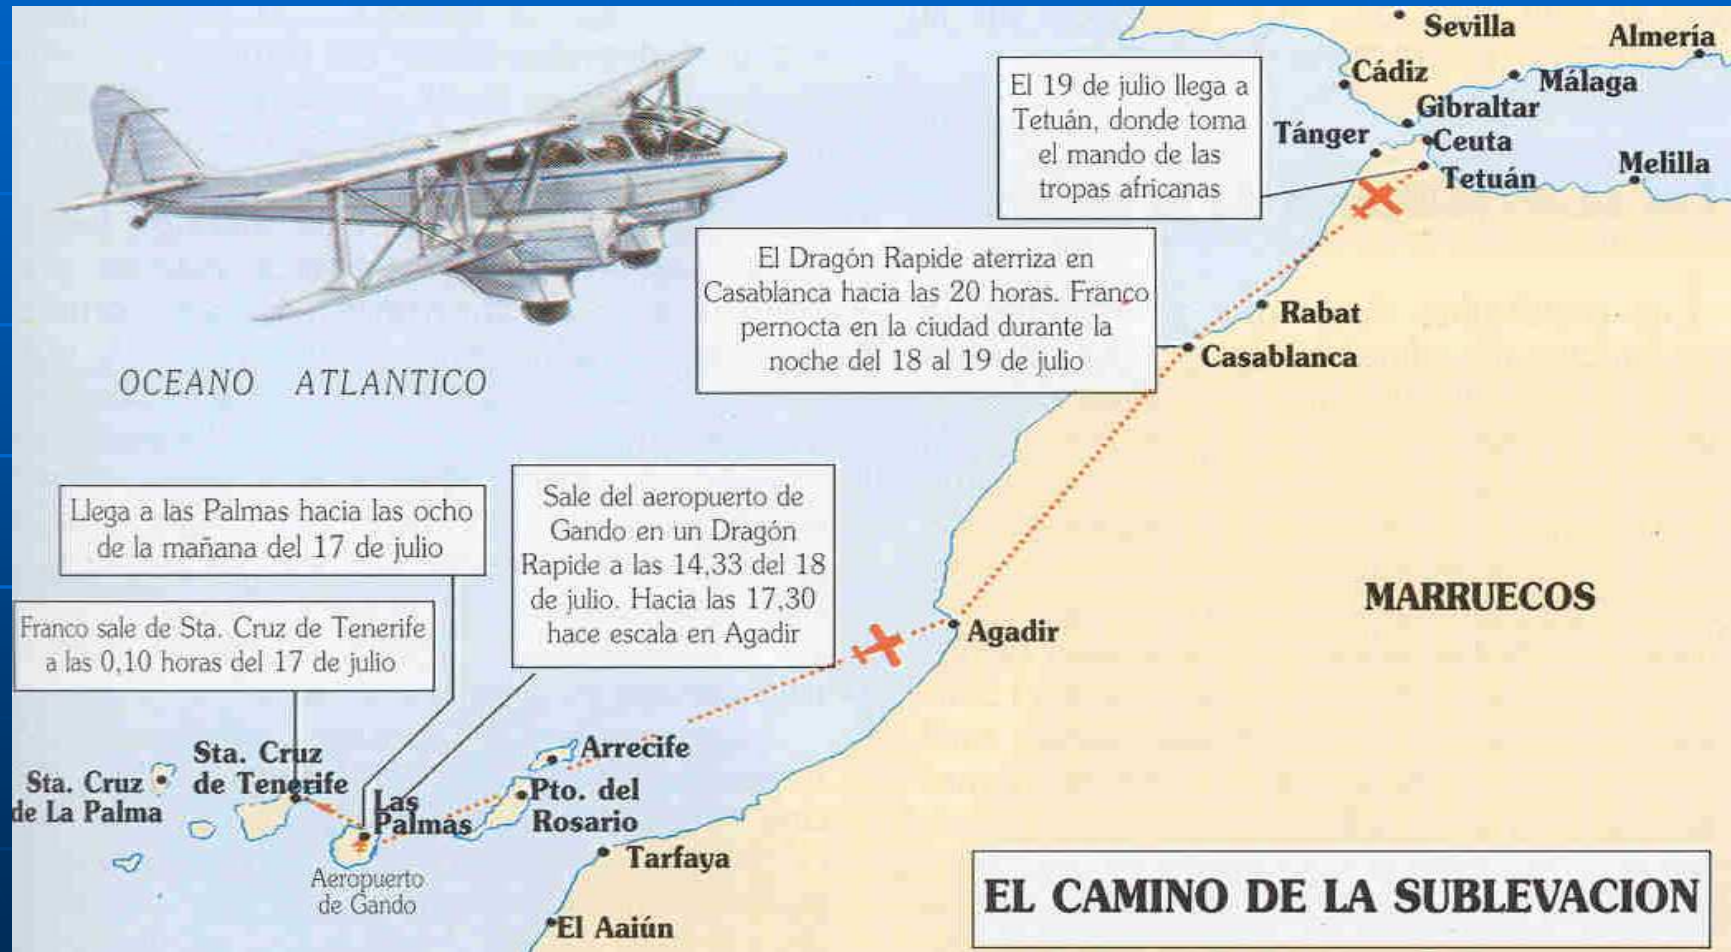 Sevilla
Almería
Cádiz
Málaga
Gibraltar
Tánger
Ceuta
Tetuán
Melilla
El 19 de julio llega a
Tetuán, donde toma
el mando de las
tropas africanas
El Dragón Rapide aterriza en
Casablanca hacia las 20 horas. Franco
pernocta en la ciudad durante la
noche del 18 al 19 de julio
Rabat
Casablanca
OCEANO ATLANTICO
Llega a las Palmas hacia las ocho
de la mañana del 17 de julio
Sale del aeropuerto de
Gando en un Dragón
Rapide a las 14,33 del 18
de julio. Hacia las 17,30
hace escala en Agadir
Franco sale de Sta. Cruz de Tenerife
a las 0,10 horas del 17 de julio
MARRUECOS
Agadir
Arrecife
Sta. Cruz
de Tenerife
Sta. Cruz
de La Palma
Las
Palmas
Pto. del
Rosario
Tarfaya
Aeropuerto
de Gando
El Aaiún
EL CAMINO DE LA SUBLEVACION